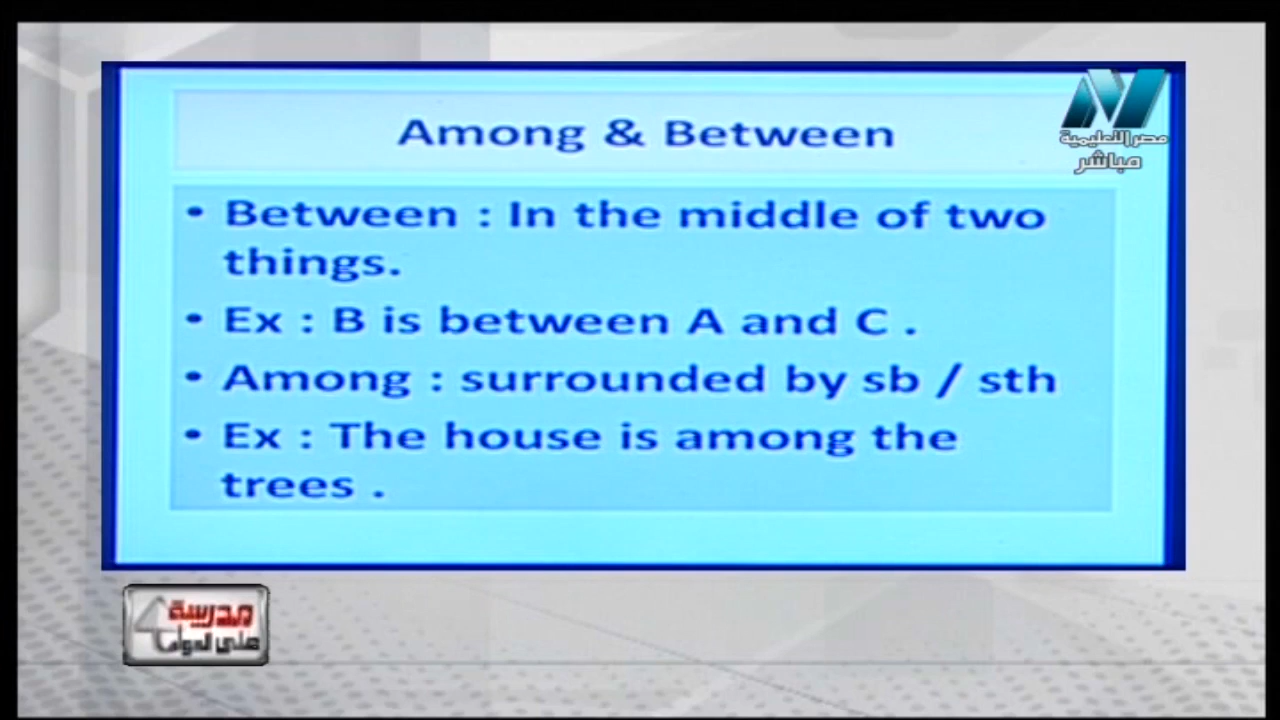 Among & Between
مصر التعليمية
مباشر
• Between : In the middle of two
things.
• Ex : B is between A and C .
• Among : surrounded by sb / sth
• Ex : The house is among the
trees .
مدرسة
على الهواء